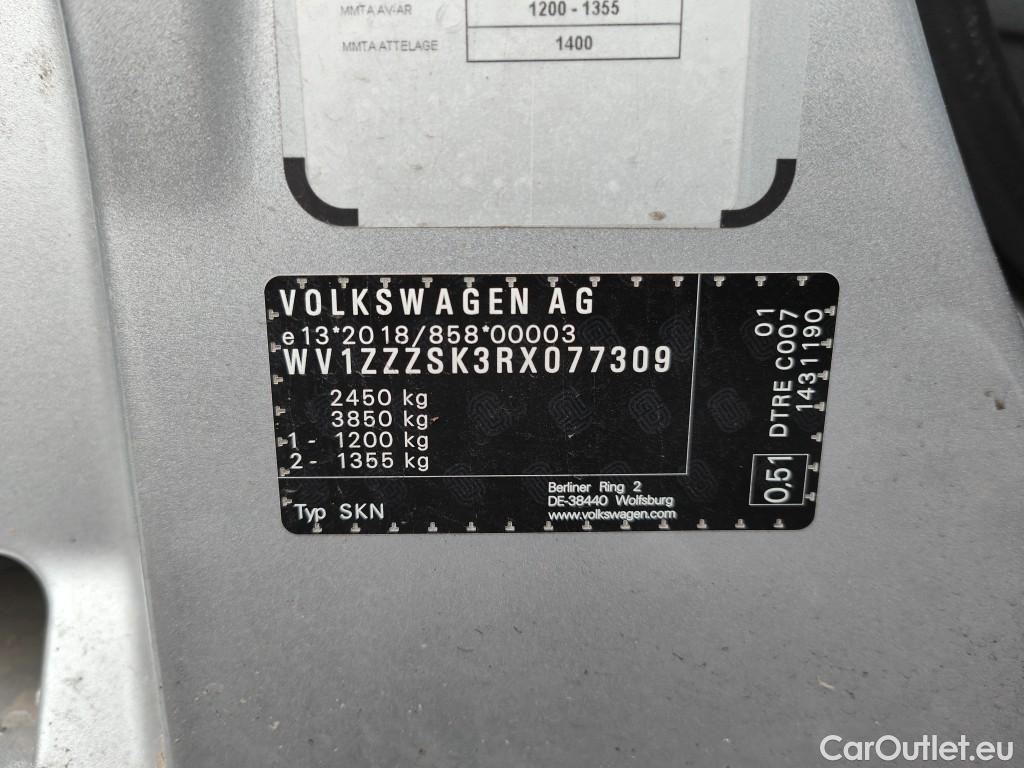 MMTA AV-AR 1200 - 1355
MMTA ATTELAGE 1400
VOLKSWAGEN AG
e13*2018/858*00003
WV1ZZZSK3RX077309
2450 kg
3850 kg
1 - 1200 kg
2 - 1355 kg
Typ SKN
Berliner Ring 2
DE-38440 Wolfsburg
www.volkswagen.com
01
DTRE C007
1431190
0,51
CarOutlet.eu